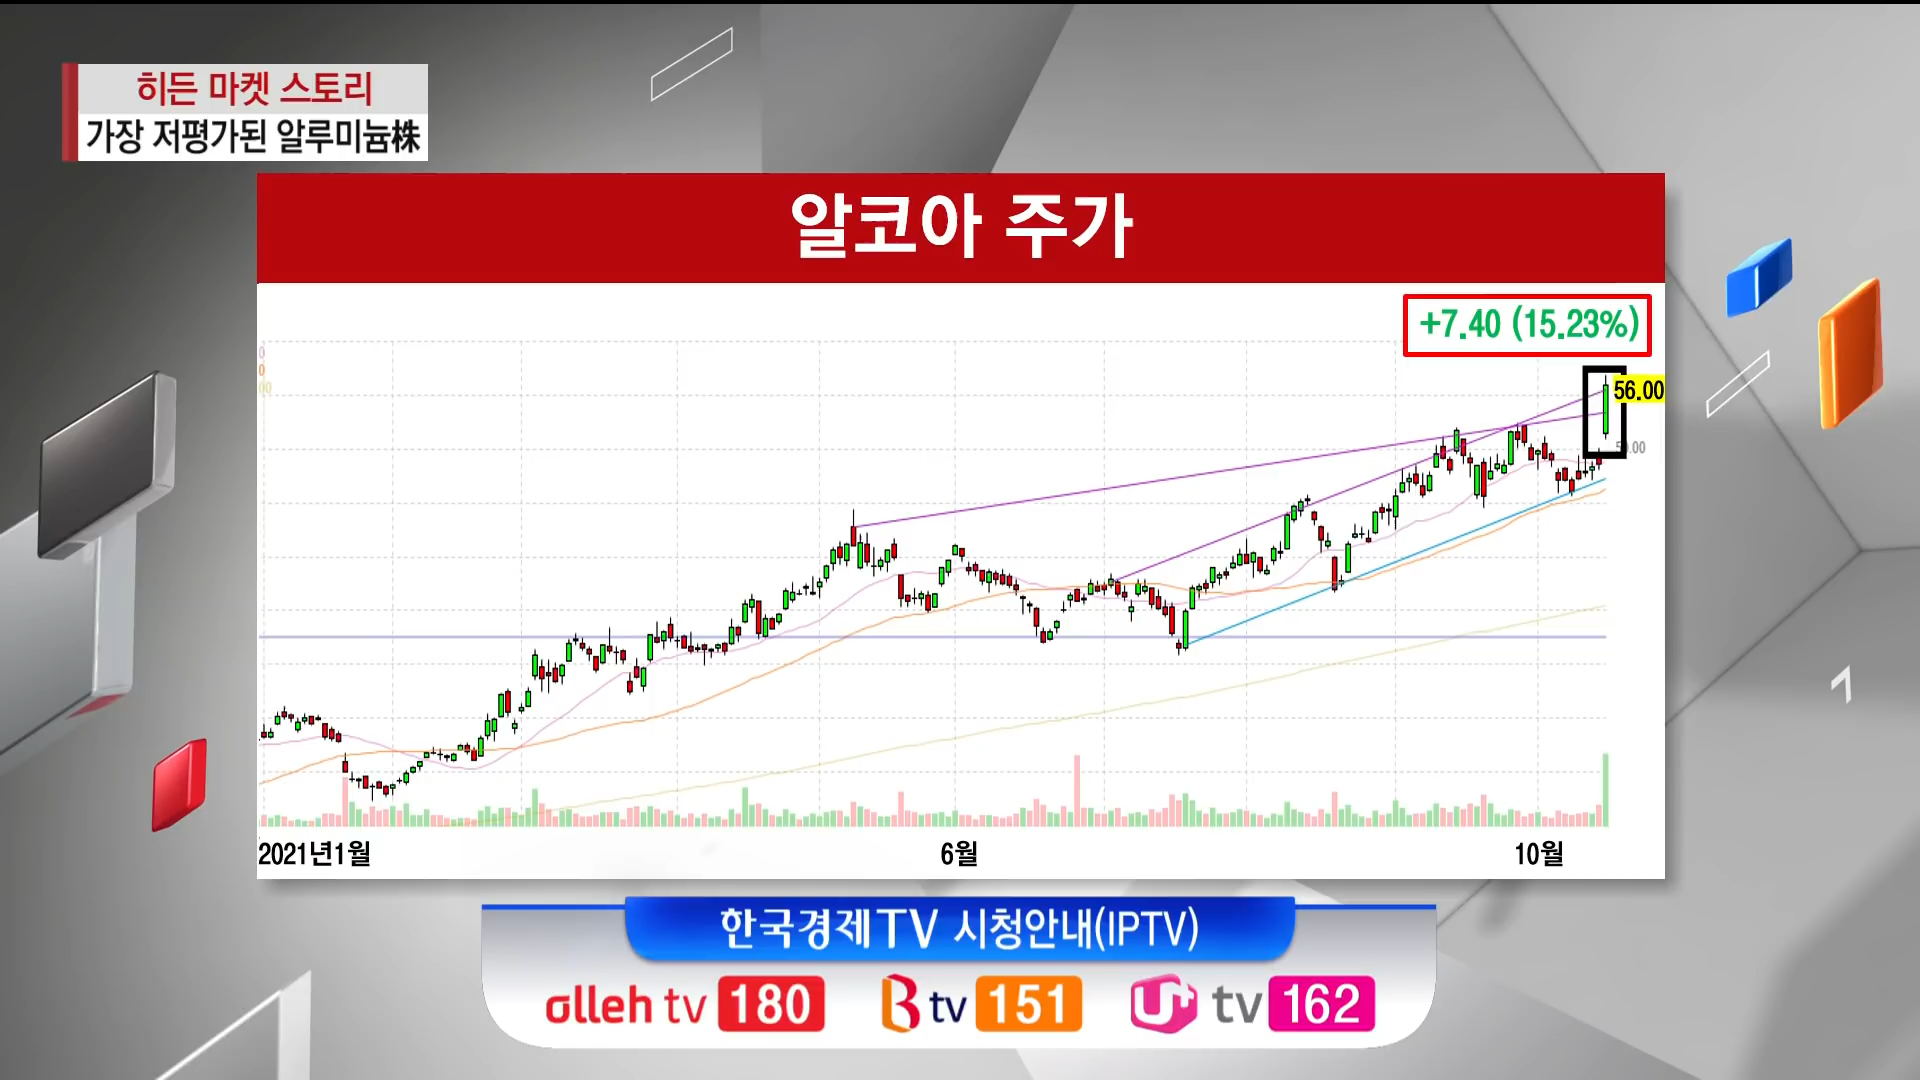 히든 마켓 스토리
가장 저평가된 알루미늄株
알코아 주가
+7.40 (15.23%)
56.00
2021년1월
6월
10월
한국경제TV 시청안내(IPTV)
olleh tv 180
B tv 151
U+ tv 162